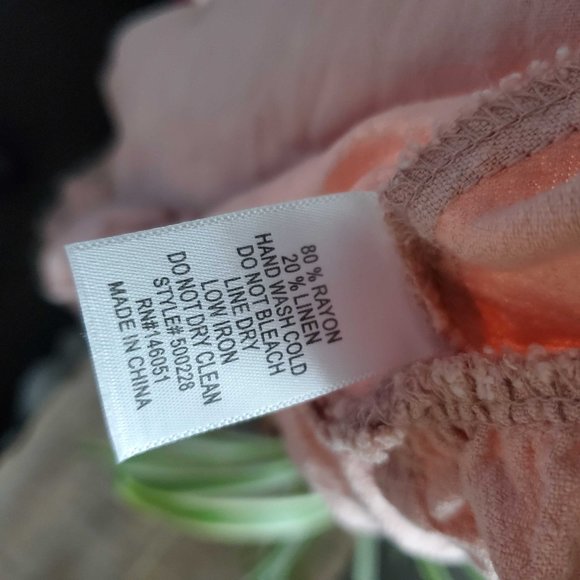 80 % RAYON
20 % LINEN
HAND WASH COLD
DO NOT BLEACH
LINE DRY
LOW IRON
DO NOT DRY CLEAN
STYLE# 500228
RN# 146051
MADE IN CHINA